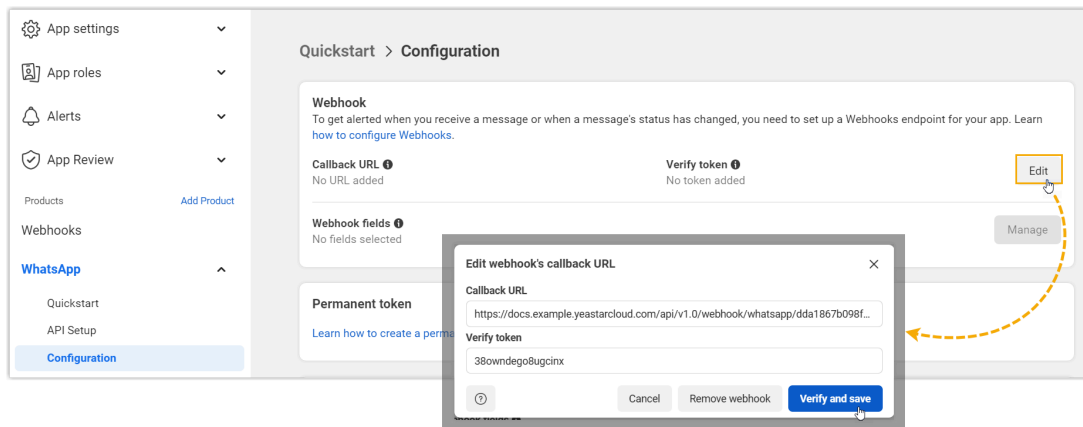 App settings
App roles
Alerts
App Review
Products Add Product
Webhooks
WhatsApp
Quickstart
API Setup
Configuration
Quickstart > Configuration
Webhook
To get alerted when you receive a message or when a message's status has changed, you need to set up a Webhooks endpoint for your app. Learn
how to configure Webhooks.
Callback URL Verify token
No URL added No token added
Edit
Webhook fields
No fields selected
Manage
Permanent token
Learn how to create a perma
Edit webhook's callback URL
Callback URL
https://docs.example.yeastarcloud.com/api/v1.0/webhook/whatsapp/dda1867b098f...
Verify token
38owndego8ugcinx
Cancel Remove webhook Verify and save